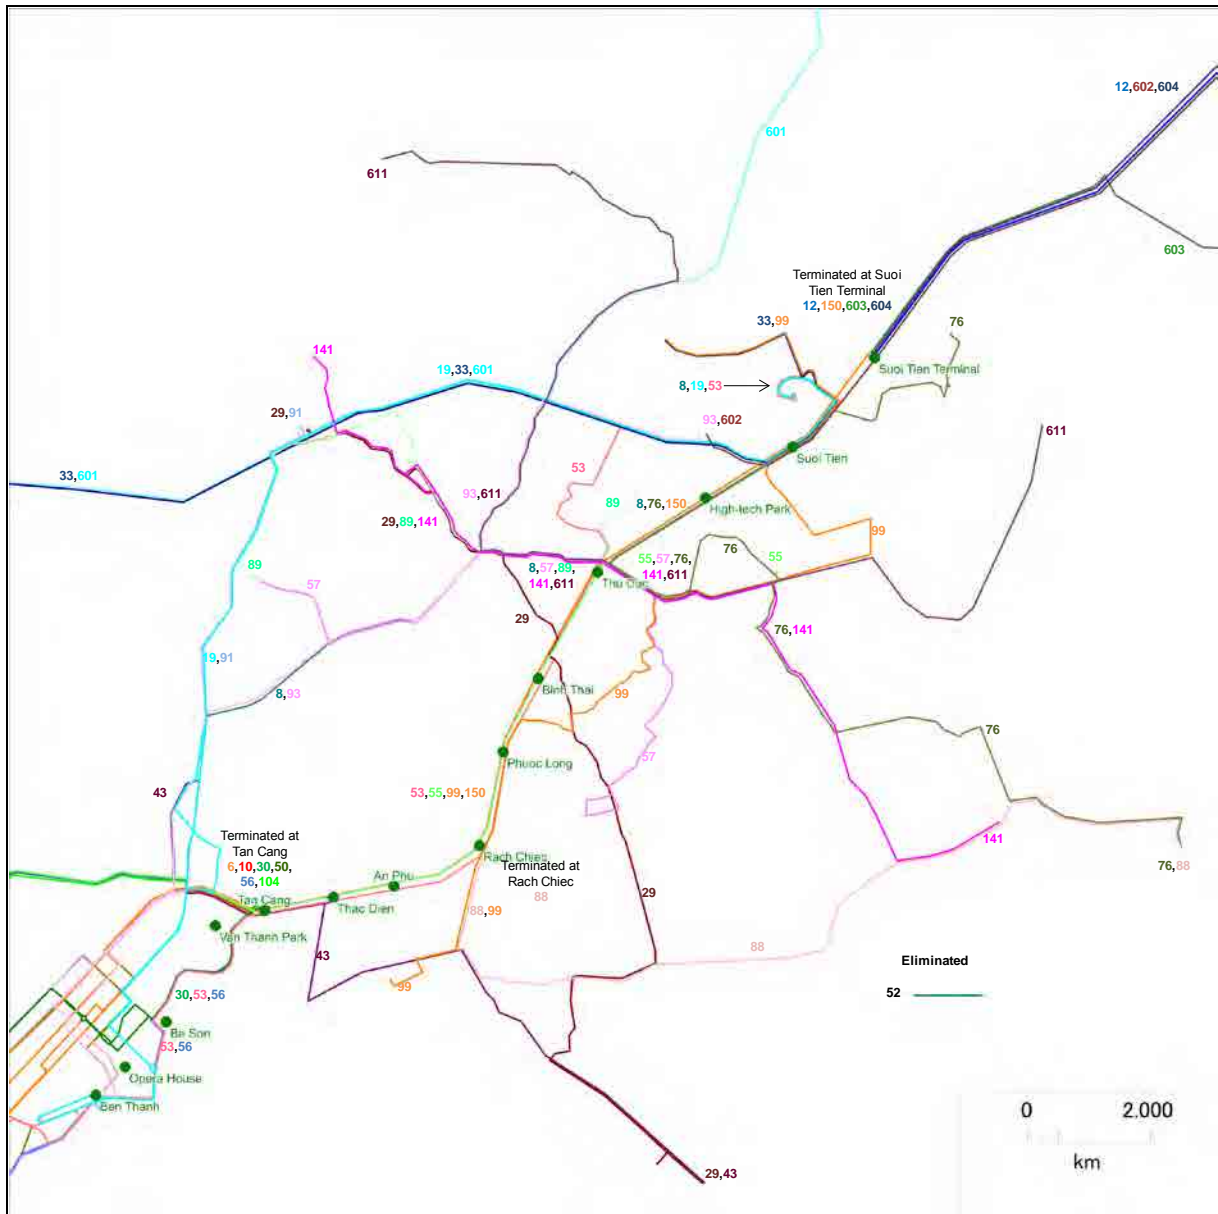 12,602,604
601
611
603
Terminated at Suoi
Tien Terminal
12,150,603,604
33,99
76
141
19,33,601
Suoi Tien Terminal
8,19,53
29,91
93,602
611
Suoi Tien
53
33,601
93,611
89
8,76,150
High-tech Park
29,89,141
99
76
55
55,57,76,
141,611
8,57,89,
141,611
Thu Duc
89
57
29
76,141
19,91
Binh Thai
8,93
99
76
57
Phuoc Long
43
53,55,99,150
Terminated at
Tan Cang
6,10,30,50,
56,104
141
Rach Chiec
Terminated at
Rach Chiec
88
An Phu
76,88
Tan Cang
Thao Dien
29
88,99
Van Thanh Park
43
88
Eliminated
99
52
30,53,56
Ba Son
53,56
Opera House
Ben Thanh
0 2.000
km
29,43